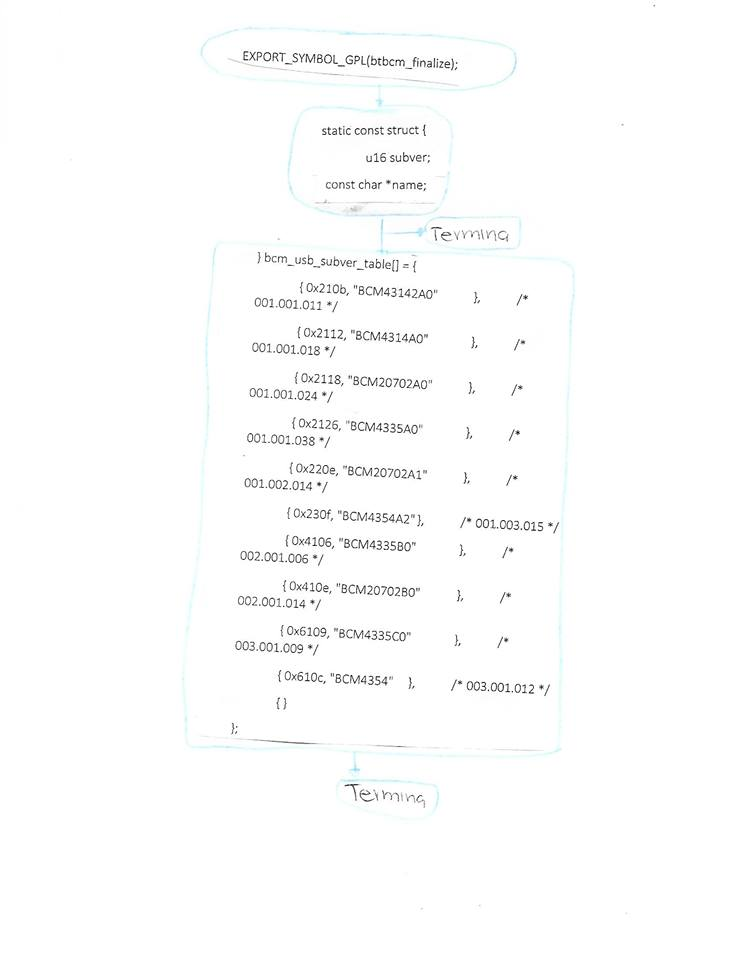 EXPORT_SYMBOL_GPL(btbcm_finalize);
static const struct {
u16 subver;
const char *name;
Termina
} bcm_usb_subver_table[] = {
{ 0x210b, "BCM43142A0" }, /*
001.001.011 */
{ 0x2112, "BCM4314A0" }, /*
001.001.018 */
{ 0x2118, "BCM20702A0" }, /*
001.001.024 */
{ 0x2126, "BCM4335A0" }, /*
001.001.038 */
{ 0x220e, "BCM20702A1" }, /*
001.002.014 */
{ 0x230f, "BCM4354A2" }, /* 001.003.015 */
{ 0x4106, "BCM4335B0" }, /*
002.001.006 */
{ 0x410e, "BCM20702B0" }, /*
002.001.014 */
{ 0x6109, "BCM4335C0" }, /*
003.001.009 */
{ 0x610c, "BCM4354" }, /* 003.001.012 */
{ }
};
Termina